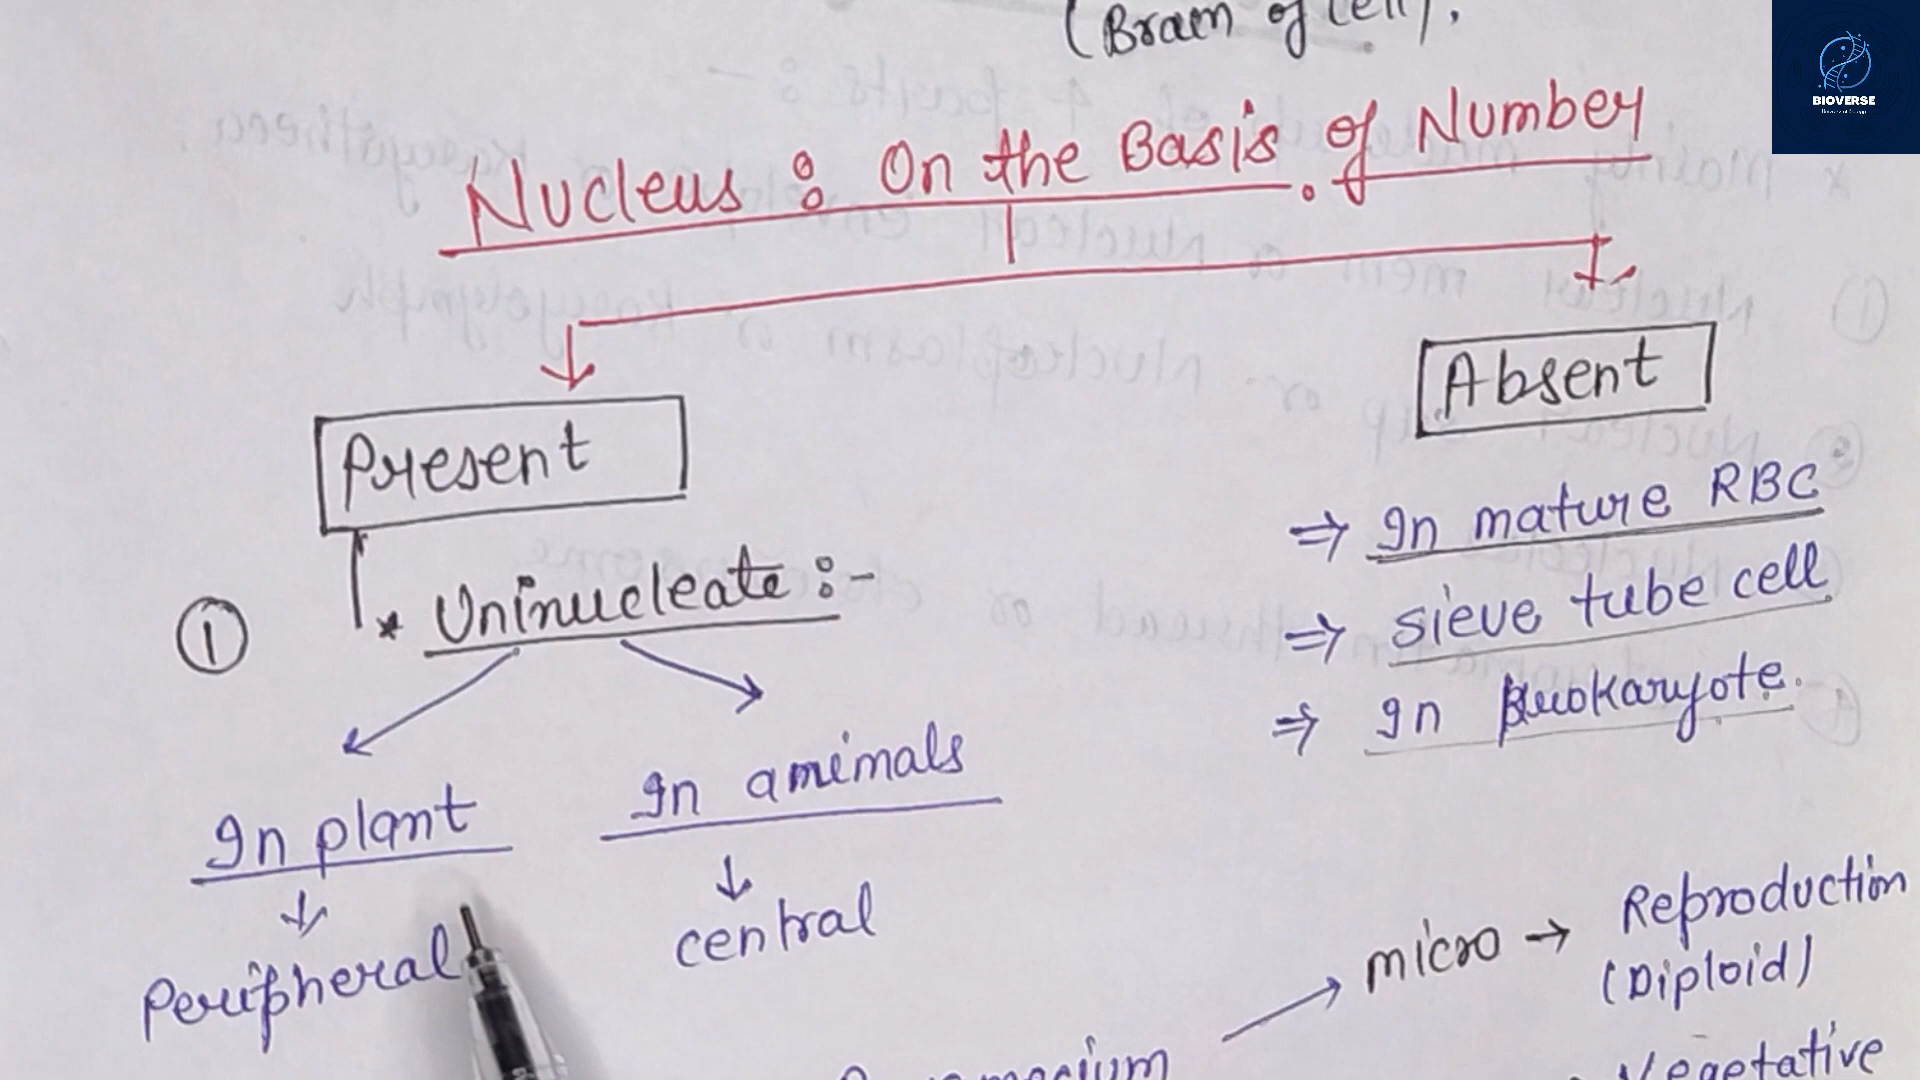 (Brain of Cell).
BIOVERSE
Nucleus : On the Basis of Number
Present
Absent
⇒ In mature RBC
⇒ sieve tube cell
⇒ In Prokaryote.
① * Uninucleate :-
In plant
In animals
↓ Peripheral
↓ central
micro → Reproduction
(Diploid)
Vegetative